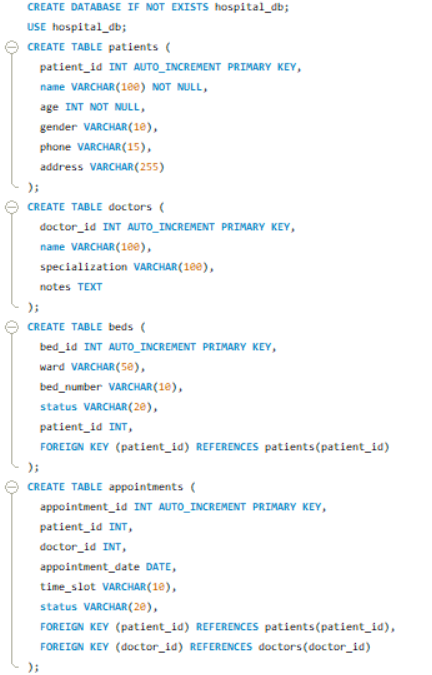 CREATE DATABASE IF NOT EXISTS hospital_db;
USE hospital_db;
CREATE TABLE patients (
patient_id INT AUTO_INCREMENT PRIMARY KEY,
name VARCHAR(100) NOT NULL,
age INT NOT NULL,
gender VARCHAR(10),
phone VARCHAR(15),
address VARCHAR(255)
);
CREATE TABLE doctors (
doctor_id INT AUTO_INCREMENT PRIMARY KEY,
name VARCHAR(100),
specialization VARCHAR(100),
notes TEXT
);
CREATE TABLE beds (
bed_id INT AUTO_INCREMENT PRIMARY KEY,
ward VARCHAR(50),
bed_number VARCHAR(10),
status VARCHAR(20),
patient_id INT,
FOREIGN KEY (patient_id) REFERENCES patients(patient_id)
);
CREATE TABLE appointments (
appointment_id INT AUTO_INCREMENT PRIMARY KEY,
patient_id INT,
doctor_id INT,
appointment_date DATE,
time_slot VARCHAR(10),
status VARCHAR(20),
FOREIGN KEY (patient_id) REFERENCES patients(patient_id),
FOREIGN KEY (doctor_id) REFERENCES doctors(doctor_id)
);